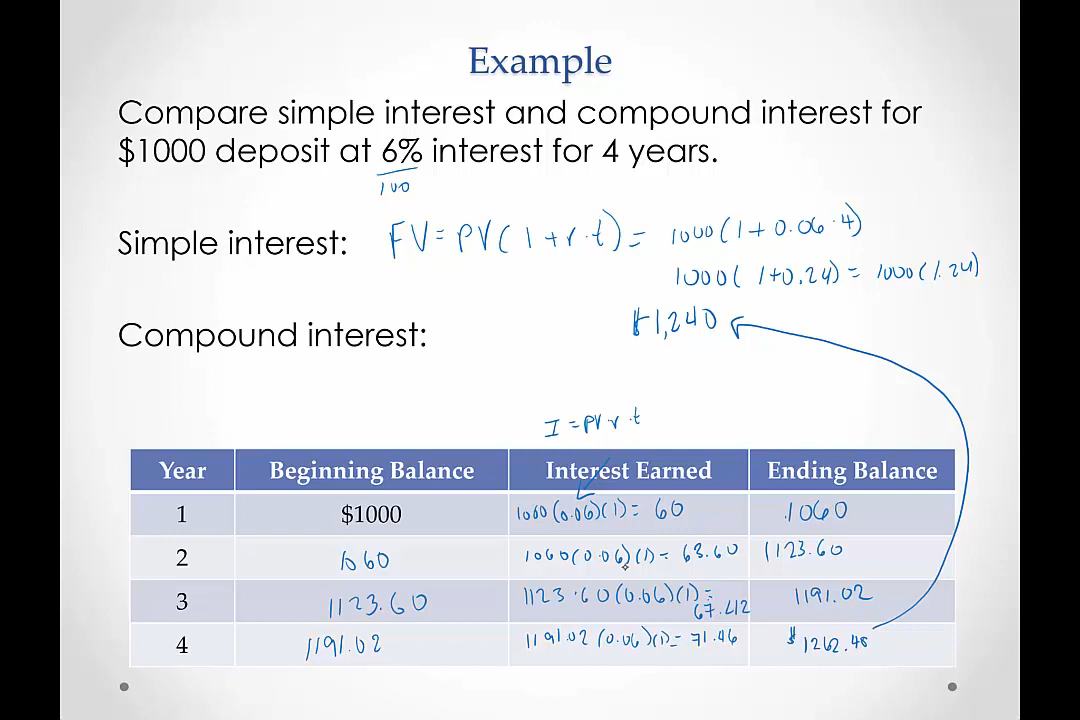 Example
Compare simple interest and compound interest for
$1000 deposit at 6% interest for 4 years.
100
Simple interest: FV = PV(1 + r·t) = 1000(1 + 0.06·4)
1000(1+0.24) = 1000(1.24)
$1,240
Compound interest:
I = PV r·t
Year Beginning Balance Interest Earned Ending Balance
1 $1000 1000(0.06)(1) = 60 1060
2 1060 1060(0.06)(1) = 63.60 1123.60
3 1123.60 1123.60(0.06)(1) = 67.412 1191.02
4 1191.02 1191.02(0.06)(1) = 71.46 $1262.48